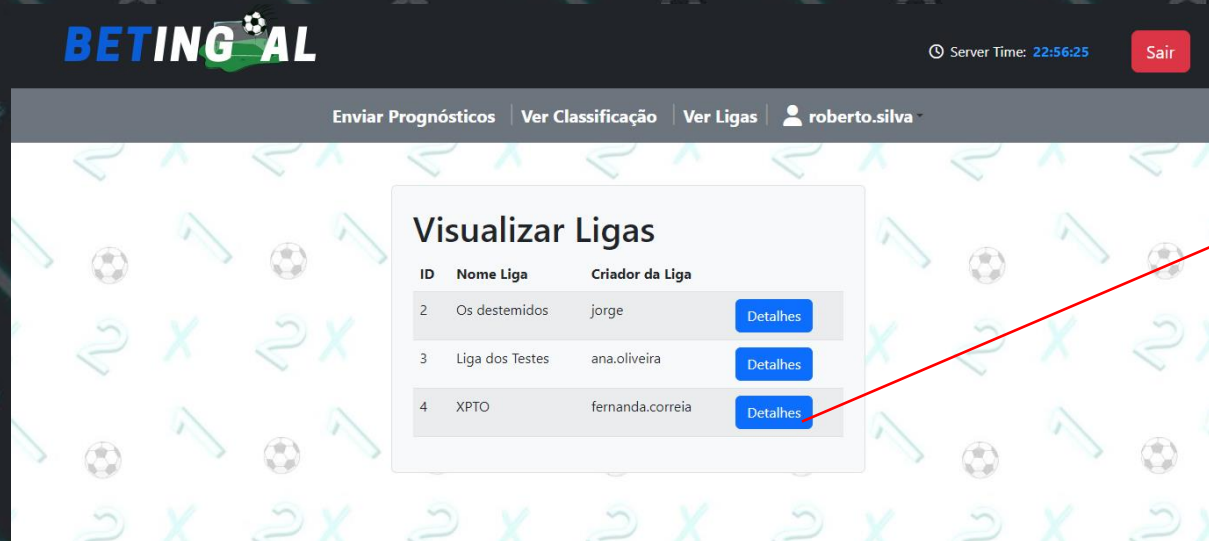 BETINGOAL
Server Time: 22:56:25
Sair
Enviar Prognósticos Ver Classificação Ver Ligas roberto.silva
Visualizar Ligas
ID Nome Liga Criador da Liga
2 Os destemidos jorge Detalhes
3 Liga dos Testes ana.oliveira Detalhes
4 XPTO fernanda.correia Detalhes